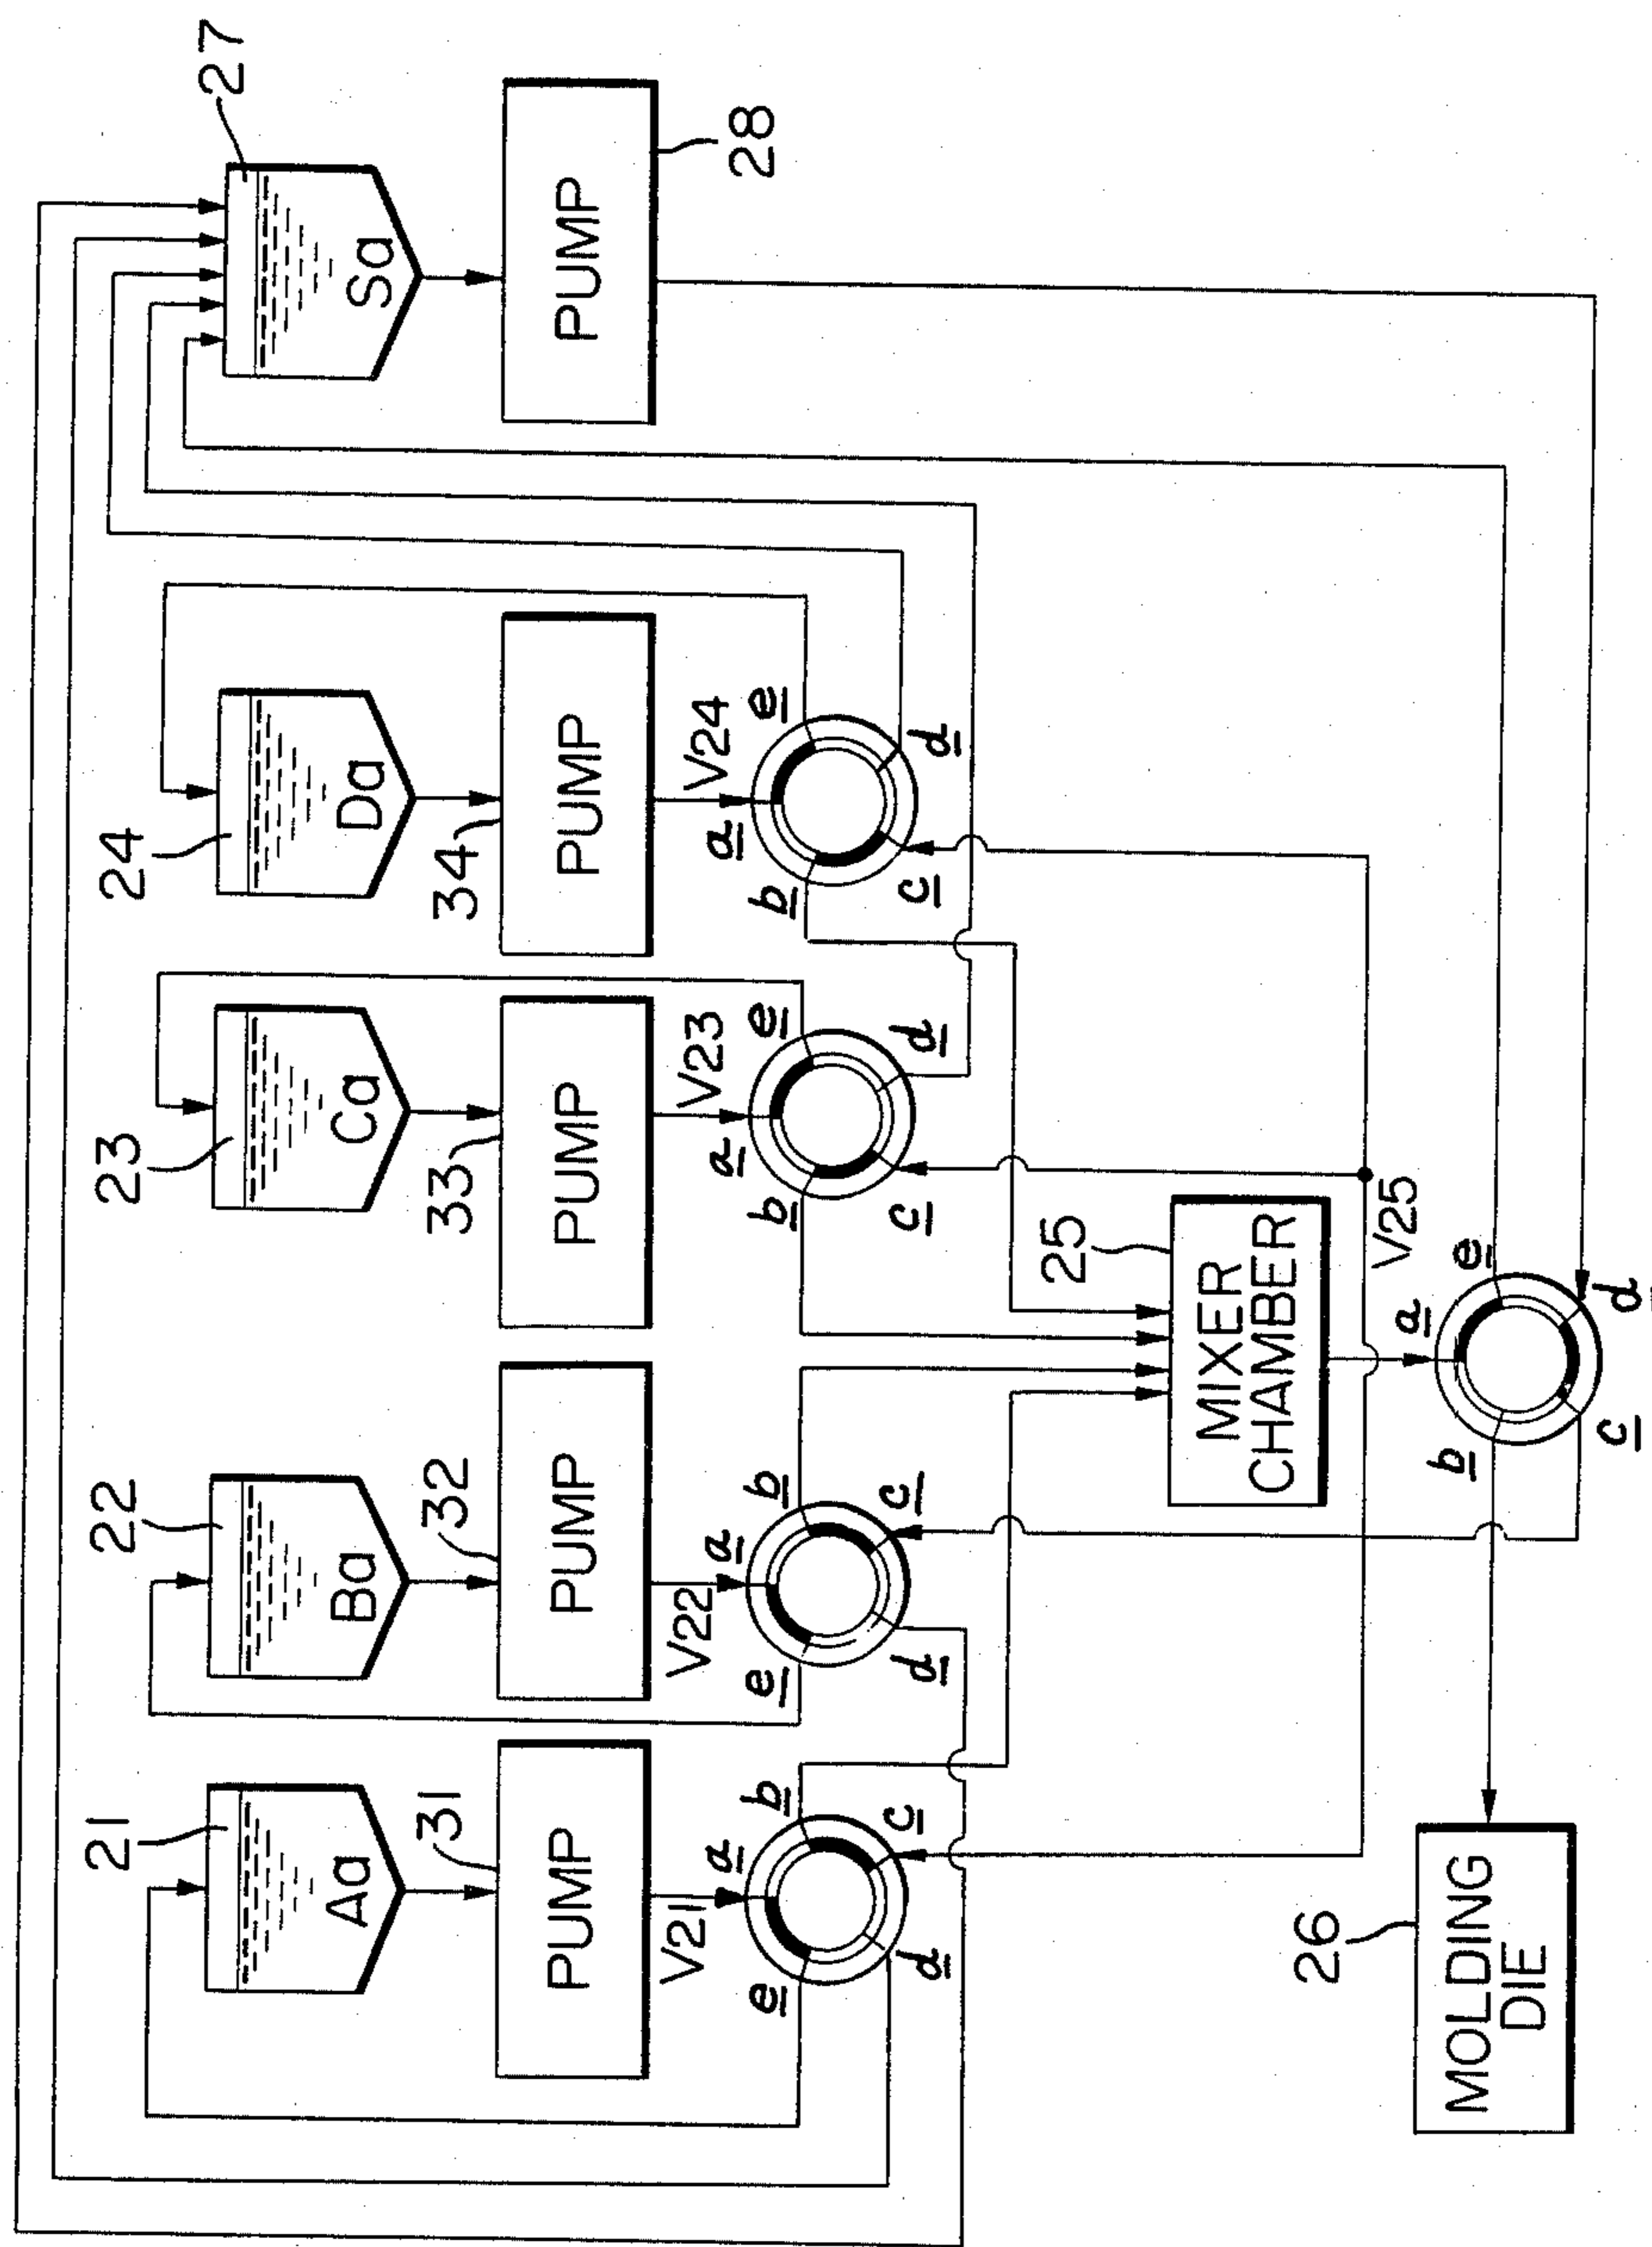 21
Aa
22
Ba
23
Ca
24
Da
27
Sa
31
PUMP
32
PUMP
33
PUMP
34
PUMP
PUMP
28
V21
a
b
c
d
e
V22
a
b
c
d
e
V23
a
b
c
d
e
V24
a
b
c
d
e
25
MIXER
CHAMBER
V25
a
b
c
d
e
26
MOLDING
DIE